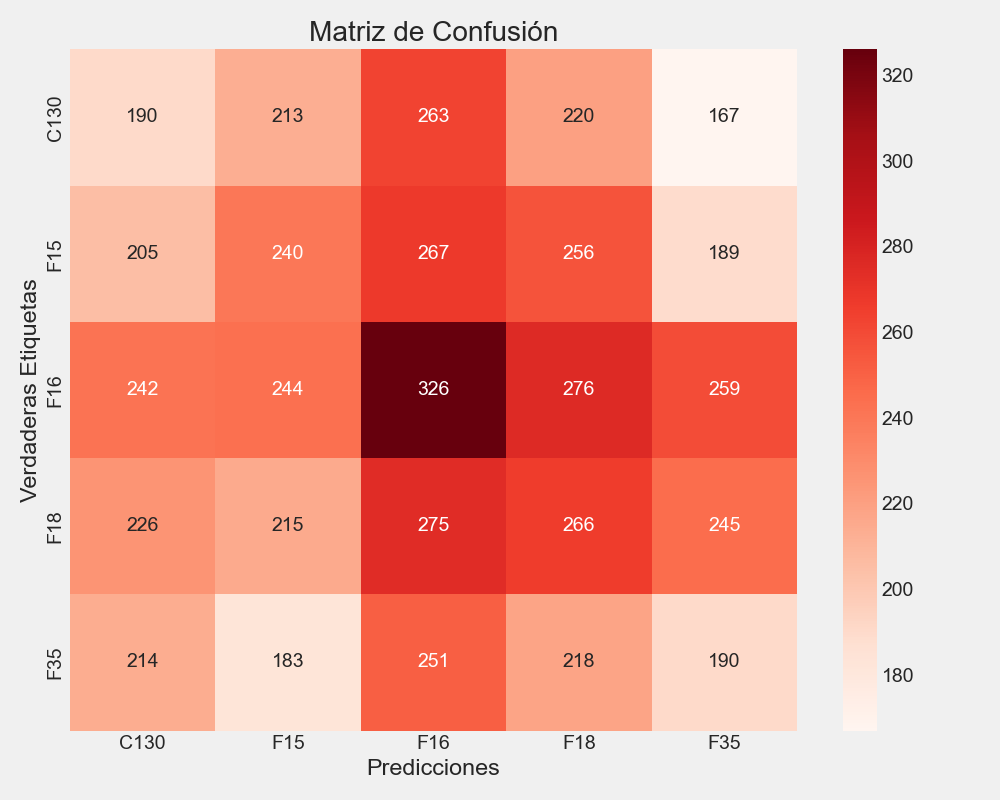 Matriz de Confusión
Verdaderas Etiquetas
C130 190 213 263 220 167
F15 205 240 267 256 189
F16 242 244 326 276 259
F18 226 215 275 266 245
F35 214 183 251 218 190
C130 F15 F16 F18 F35
Predicciones
320
300
280
260
240
220
200
180